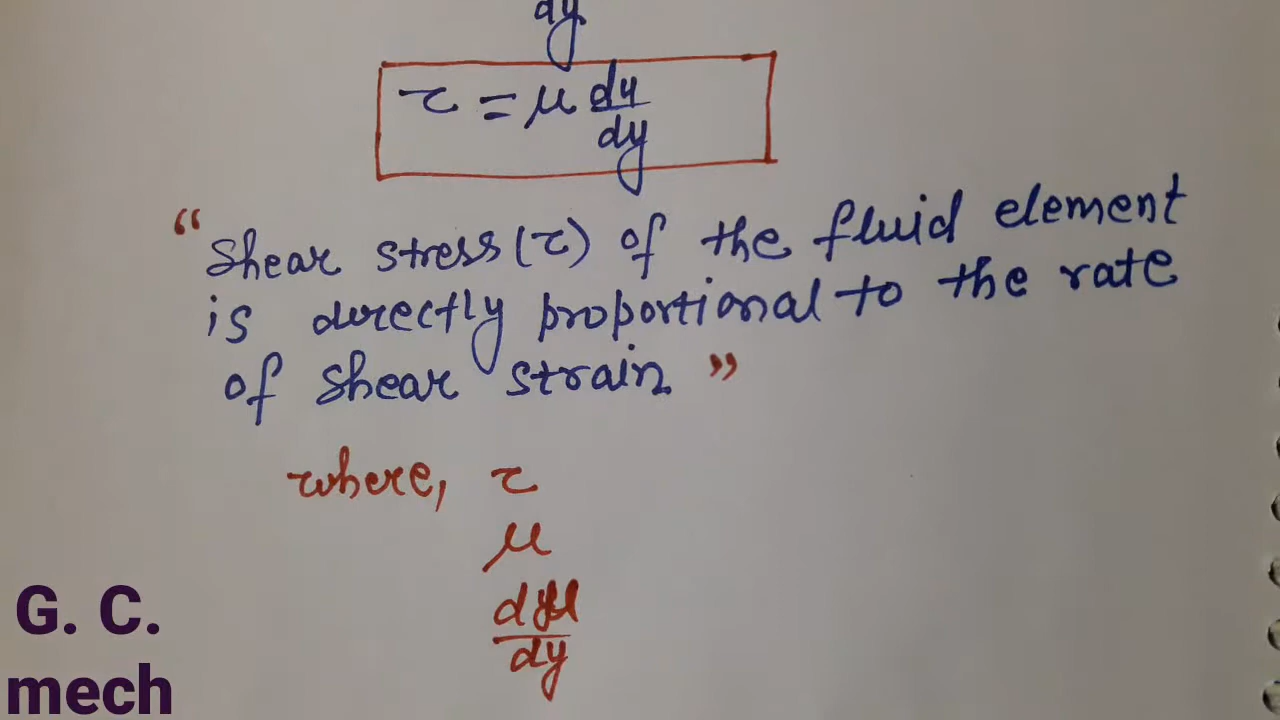 dy
τ = μ du
dy
“ Shear stress (τ) of the fluid element
is directly proportional to the rate
of shear strain ”
where, τ
μ
du
dy
G. C.
mech